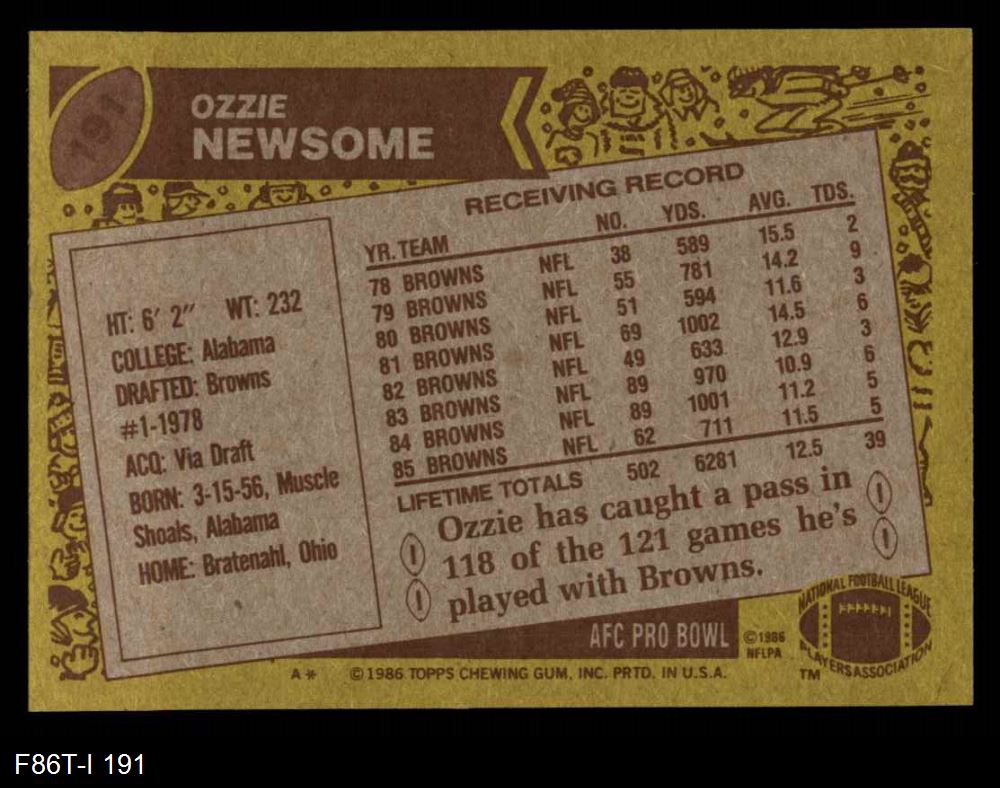 191
OZZIE
NEWSOME
RECEIVING RECORD
YR. TEAM NO. YDS. AVG. TDS.
78 BROWNS NFL 38 589 15.5 2
79 BROWNS NFL 55 781 14.2 9
80 BROWNS NFL 51 594 11.6 3
81 BROWNS NFL 69 1002 14.5 6
82 BROWNS NFL 49 633 12.9 3
83 BROWNS NFL 89 970 10.9 6
84 BROWNS NFL 89 1001 11.2 5
85 BROWNS NFL 62 711 11.5 5
LIFETIME TOTALS 502 6281 12.5 39
HT: 6' 2" WT: 232
COLLEGE: Alabama
DRAFTED: Browns
#1-1978
ACQ: Via Draft
BORN: 3-15-56, Muscle
Shoals, Alabama
HOME: Bratenahl, Ohio
Ozzie has caught a pass in
118 of the 121 games he's
played with Browns.
AFC PRO BOWL
©1986
NFLPA
NATIONAL FOOTBALL LEAGUE
PLAYERS ASSOCIATION
TM
A * ©1986 TOPPS CHEWING GUM, INC. PRTD. IN U.S.A.
F86T-I 191